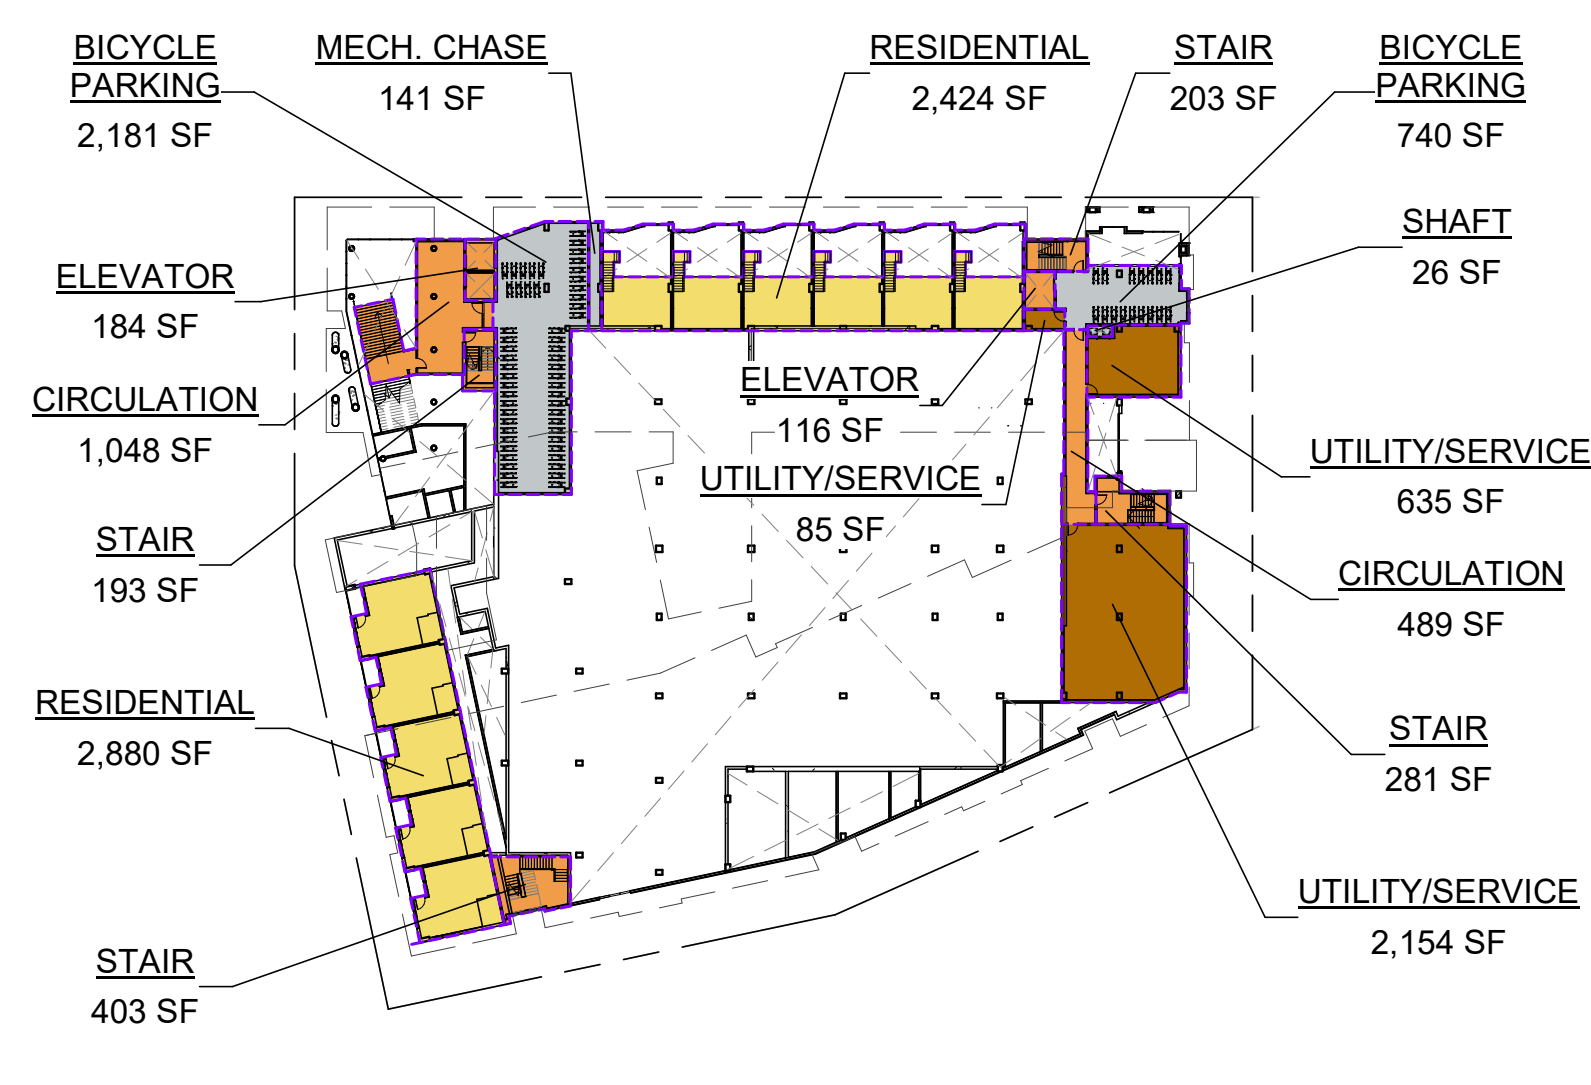 BICYCLE
PARKING
2,181 SF
MECH. CHASE
141 SF
RESIDENTIAL
2,424 SF
STAIR
203 SF
BICYCLE
PARKING
740 SF
SHAFT
26 SF
ELEVATOR
184 SF
CIRCULATION
1,048 SF
ELEVATOR
116 SF
UTILITY/SERVICE
85 SF
UTILITY/SERVICE
635 SF
STAIR
193 SF
CIRCULATION
489 SF
RESIDENTIAL
2,880 SF
STAIR
281 SF
UTILITY/SERVICE
2,154 SF
STAIR
403 SF